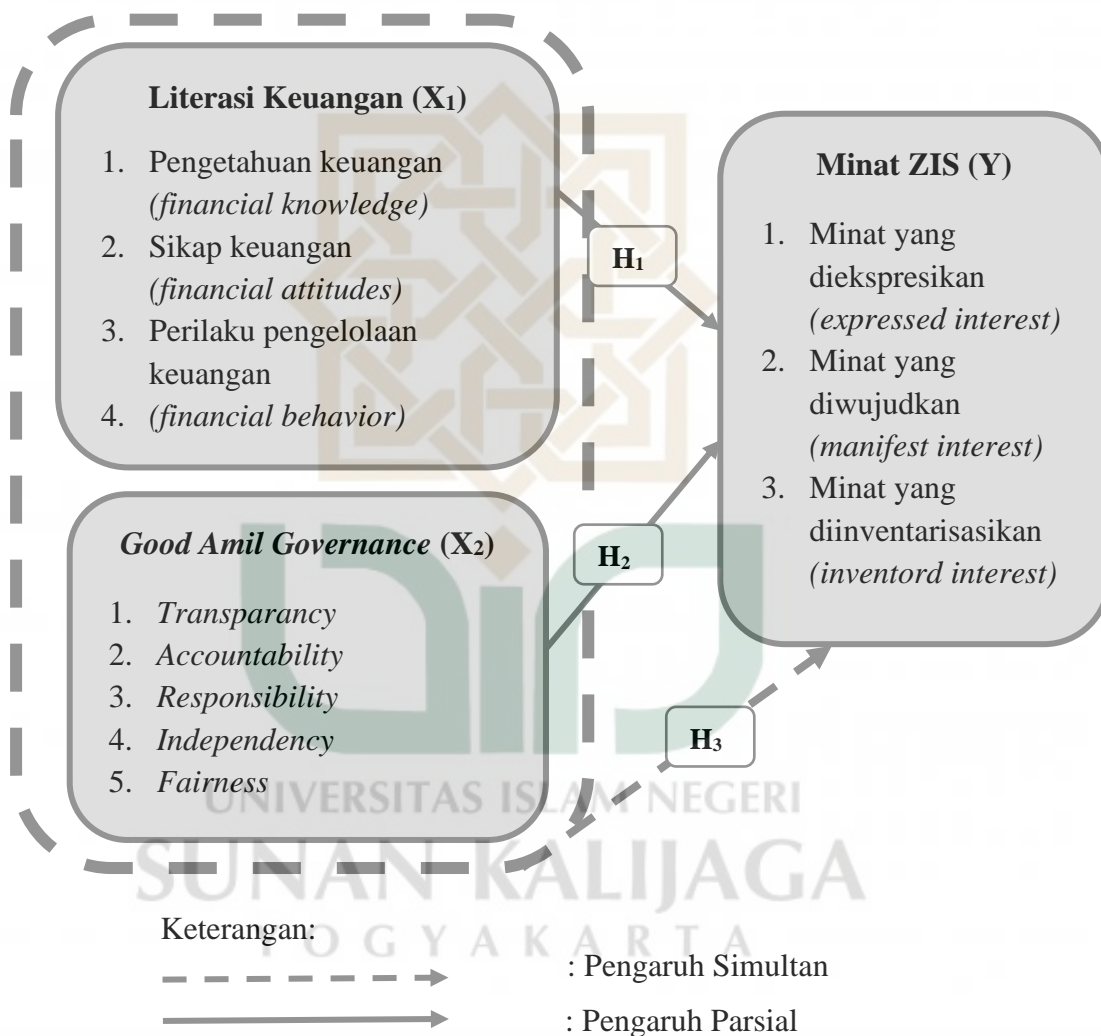 Literasi Keuangan (X₁)
1. Pengetahuan keuangan
(financial knowledge)
2. Sikap keuangan
(financial attitudes)
3. Perilaku pengelolaan
keuangan
4. (financial behavior)
Good Amil Governance (X₂)
1. Transparancy
2. Accountability
3. Responsibility
4. Independency
5. Fairness
H₁
H₂
H₃
Minat ZIS (Y)
1. Minat yang
diekspresikan
(expressed interest)
2. Minat yang
diwujudkan
(manifest interest)
3. Minat yang
diinventarisasikan
(inventord interest)
UNIVERSITAS ISLAM NEGERI
SUNAN KALIJAGA
YOGYAKARTA
Keterangan:
: Pengaruh Simultan
: Pengaruh Parsial